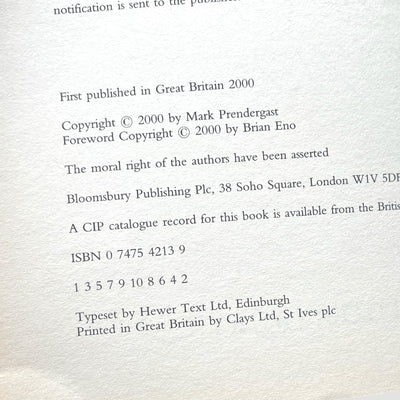 notification is sent to the
First published in Great Britain 2000
Copyright © 2000 by Mark Prendergast
Foreword Copyright © 2000 by Brian Eno
The moral right of the authors have been asserted
Bloomsbury Publishing Plc, 38 Soho Square, London W1V 5DF
A CIP catalogue record for this book is available from the Britis
ISBN 0 7475 4213 9
1 3 5 7 9 10 8 6 4 2
Typeset by Hewer Text Ltd, Edinburgh
Printed in Great Britain by Clays Ltd, St Ives plc